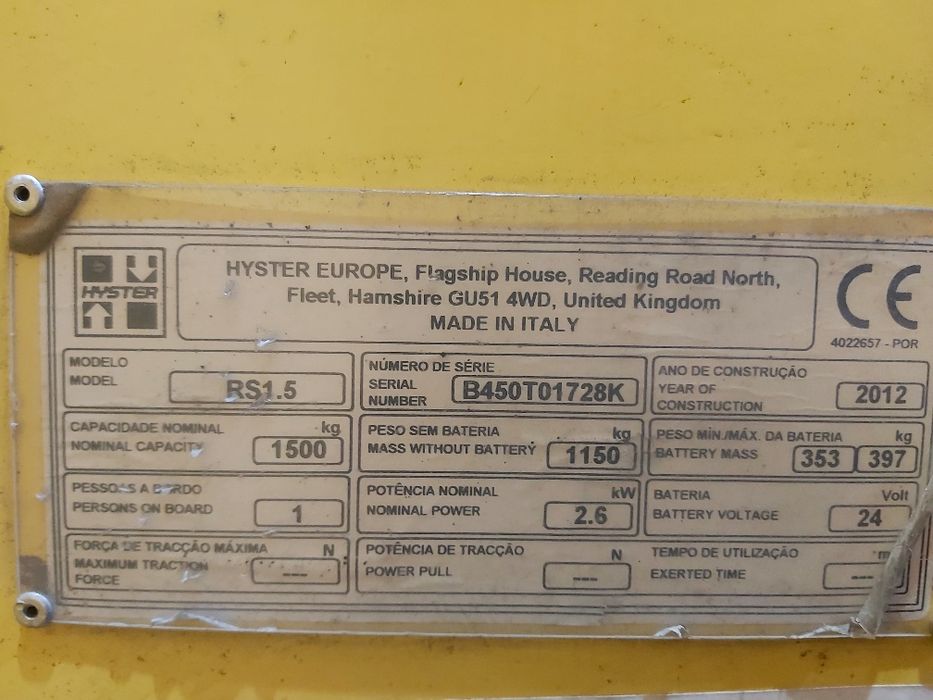 HYSTER
HYSTER EUROPE, Flagship House, Reading Road North,
Fleet, Hamshire GU51 4WD, United Kingdom
MADE IN ITALY
CE
4022657 - POR
MODELO
MODEL
RS1.5
NÚMERO DE SÉRIE
SERIAL
NUMBER
B450T01728K
ANO DE CONSTRUÇÃO
YEAR OF
CONSTRUCTION
2012
CAPACIDADE NOMINAL kg
NOMINAL CAPACITY
1500
PESO SEM BATERIA kg
MASS WITHOUT BATTERY
1150
PESO MÍN./MÁX. DA BATERIA kg
BATTERY MASS
353 397
PESSOAS A BORDO
PERSONS ON BOARD
1
POTÊNCIA NOMINAL kW
NOMINAL POWER
2.6
BATERIA Volt
BATTERY VOLTAGE
24
FORÇA DE TRACÇÃO MÁXIMA N
MAXIMUM TRACTION
FORCE
---
POTÊNCIA DE TRACÇÃO N
POWER PULL
---
TEMPO DE UTILIZAÇÃO
EXERTED TIME
---